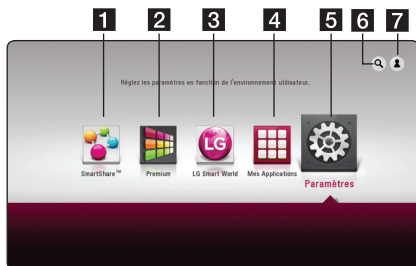 1 2 3 4 5 6 7
Réglez les paramètres en fonction de l'environnement utilisateur.
LG
SmartShare™ Premium LG Smart World Mes Applications
Paramètres